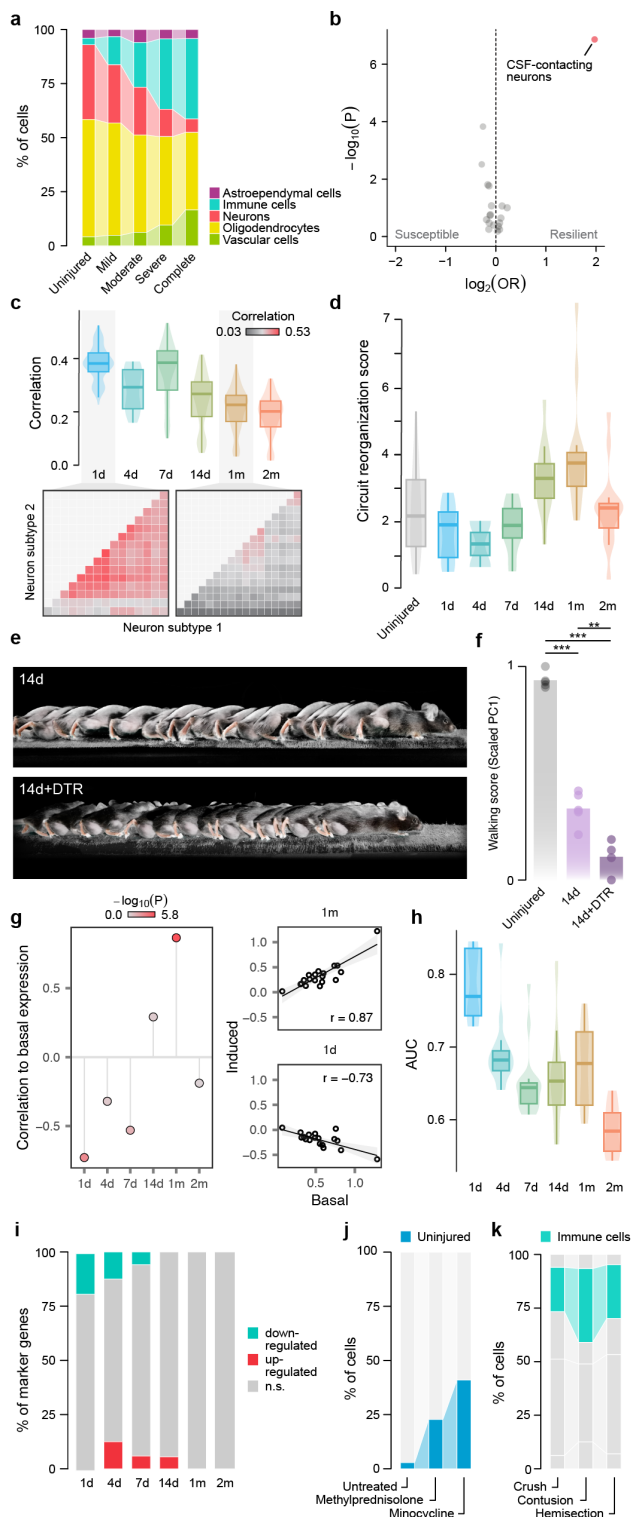 a
100
75
50
25
0
% of cells
Uninjured
Mild
Moderate
Severe
Complete
Astroependymal cells
Immune cells
Neurons
Oligodendrocytes
Vascular cells
b
6
4
2
0
− log10(P)
CSF-contacting
neurons
Susceptible
Resilient
−2
−1
0
1
2
log2(OR)
c
Correlation
0.03
0.53
0.4
0.2
0.0
Correlation
1d
4d
7d
14d
1m
2m
Neuron subtype 2
Neuron subtype 1
d
7
6
4
2
2
0
Circuit reorganization score
Uninjured
1d
4d
7d
14d
1m
2m
e
14d
14d+DTR
f
**
***
***
1
0
Walking score (Scaled PC1)
Uninjured
14d
14d+DTR
g
−log10(P)
0.0
5.8
0.5
0.0
−0.5
Correlation to basal expression
1d
4d
7d
14d
1m
2m
1m
1.0
0.5
0.0
−0.5
r = 0.87
Induced
1d
1.0
0.5
0.0
−0.5
r = −0.73
0.5
1.0
Basal
h
0.8
0.7
0.6
AUC
1d
4d
7d
14d
1m
2m
i
100
75
50
25
0
% of marker genes
1d
4d
7d
14d
1m
2m
down-
regulated
up-
regulated
n.s.
j
Uninjured
100
75
50
25
0
% of cells
Untreated
Methylprednisolone
Minocycline
k
Immune cells
100
75
50
25
0
% of cells
Crush
Contusion
Hemisection